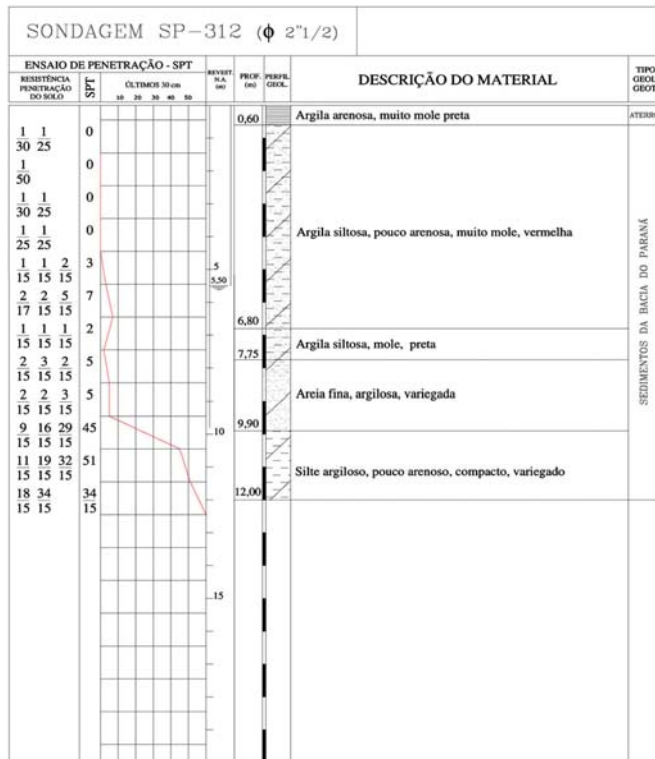 SONDAGEM SP-312 (ϕ 2"1/2)
ENSAIO DE PENETRAÇÃO - SPT
RESISTÊNCIA PENETRAÇÃO DO SOLO
SPT
ÚLTIMOS 30 cm
10 20 30 40 50
REVEST. N.A. (m)
PROF. (m)
PERFIL GEOL.
DESCRIÇÃO DO MATERIAL
TIPO GEOL GEOT
1/30 1/25 0
1/50 0
1/30 1/25 0
1/25 1/25 0
1/15 1/15 2/15 3
2/17 2/15 5/15 7
1/15 1/15 1/15 2
2/15 3/15 2/15 5
2/15 2/15 3/15 5
9/15 16/15 29/15 45
11/15 19/15 32/15 51
18/15 34/15 34/15
5
5,50
10
15
0,60 Argila arenosa, muito mole preta
Argila siltosa, pouco arenosa, muito mole, vermelha
6,80
Argila siltosa, mole, preta
7,75
Areia fina, argilosa, variegada
9,90
Silte argiloso, pouco arenoso, compacto, variegado
12,00
SEDIMENTOS DA BACIA DO PARANÁ